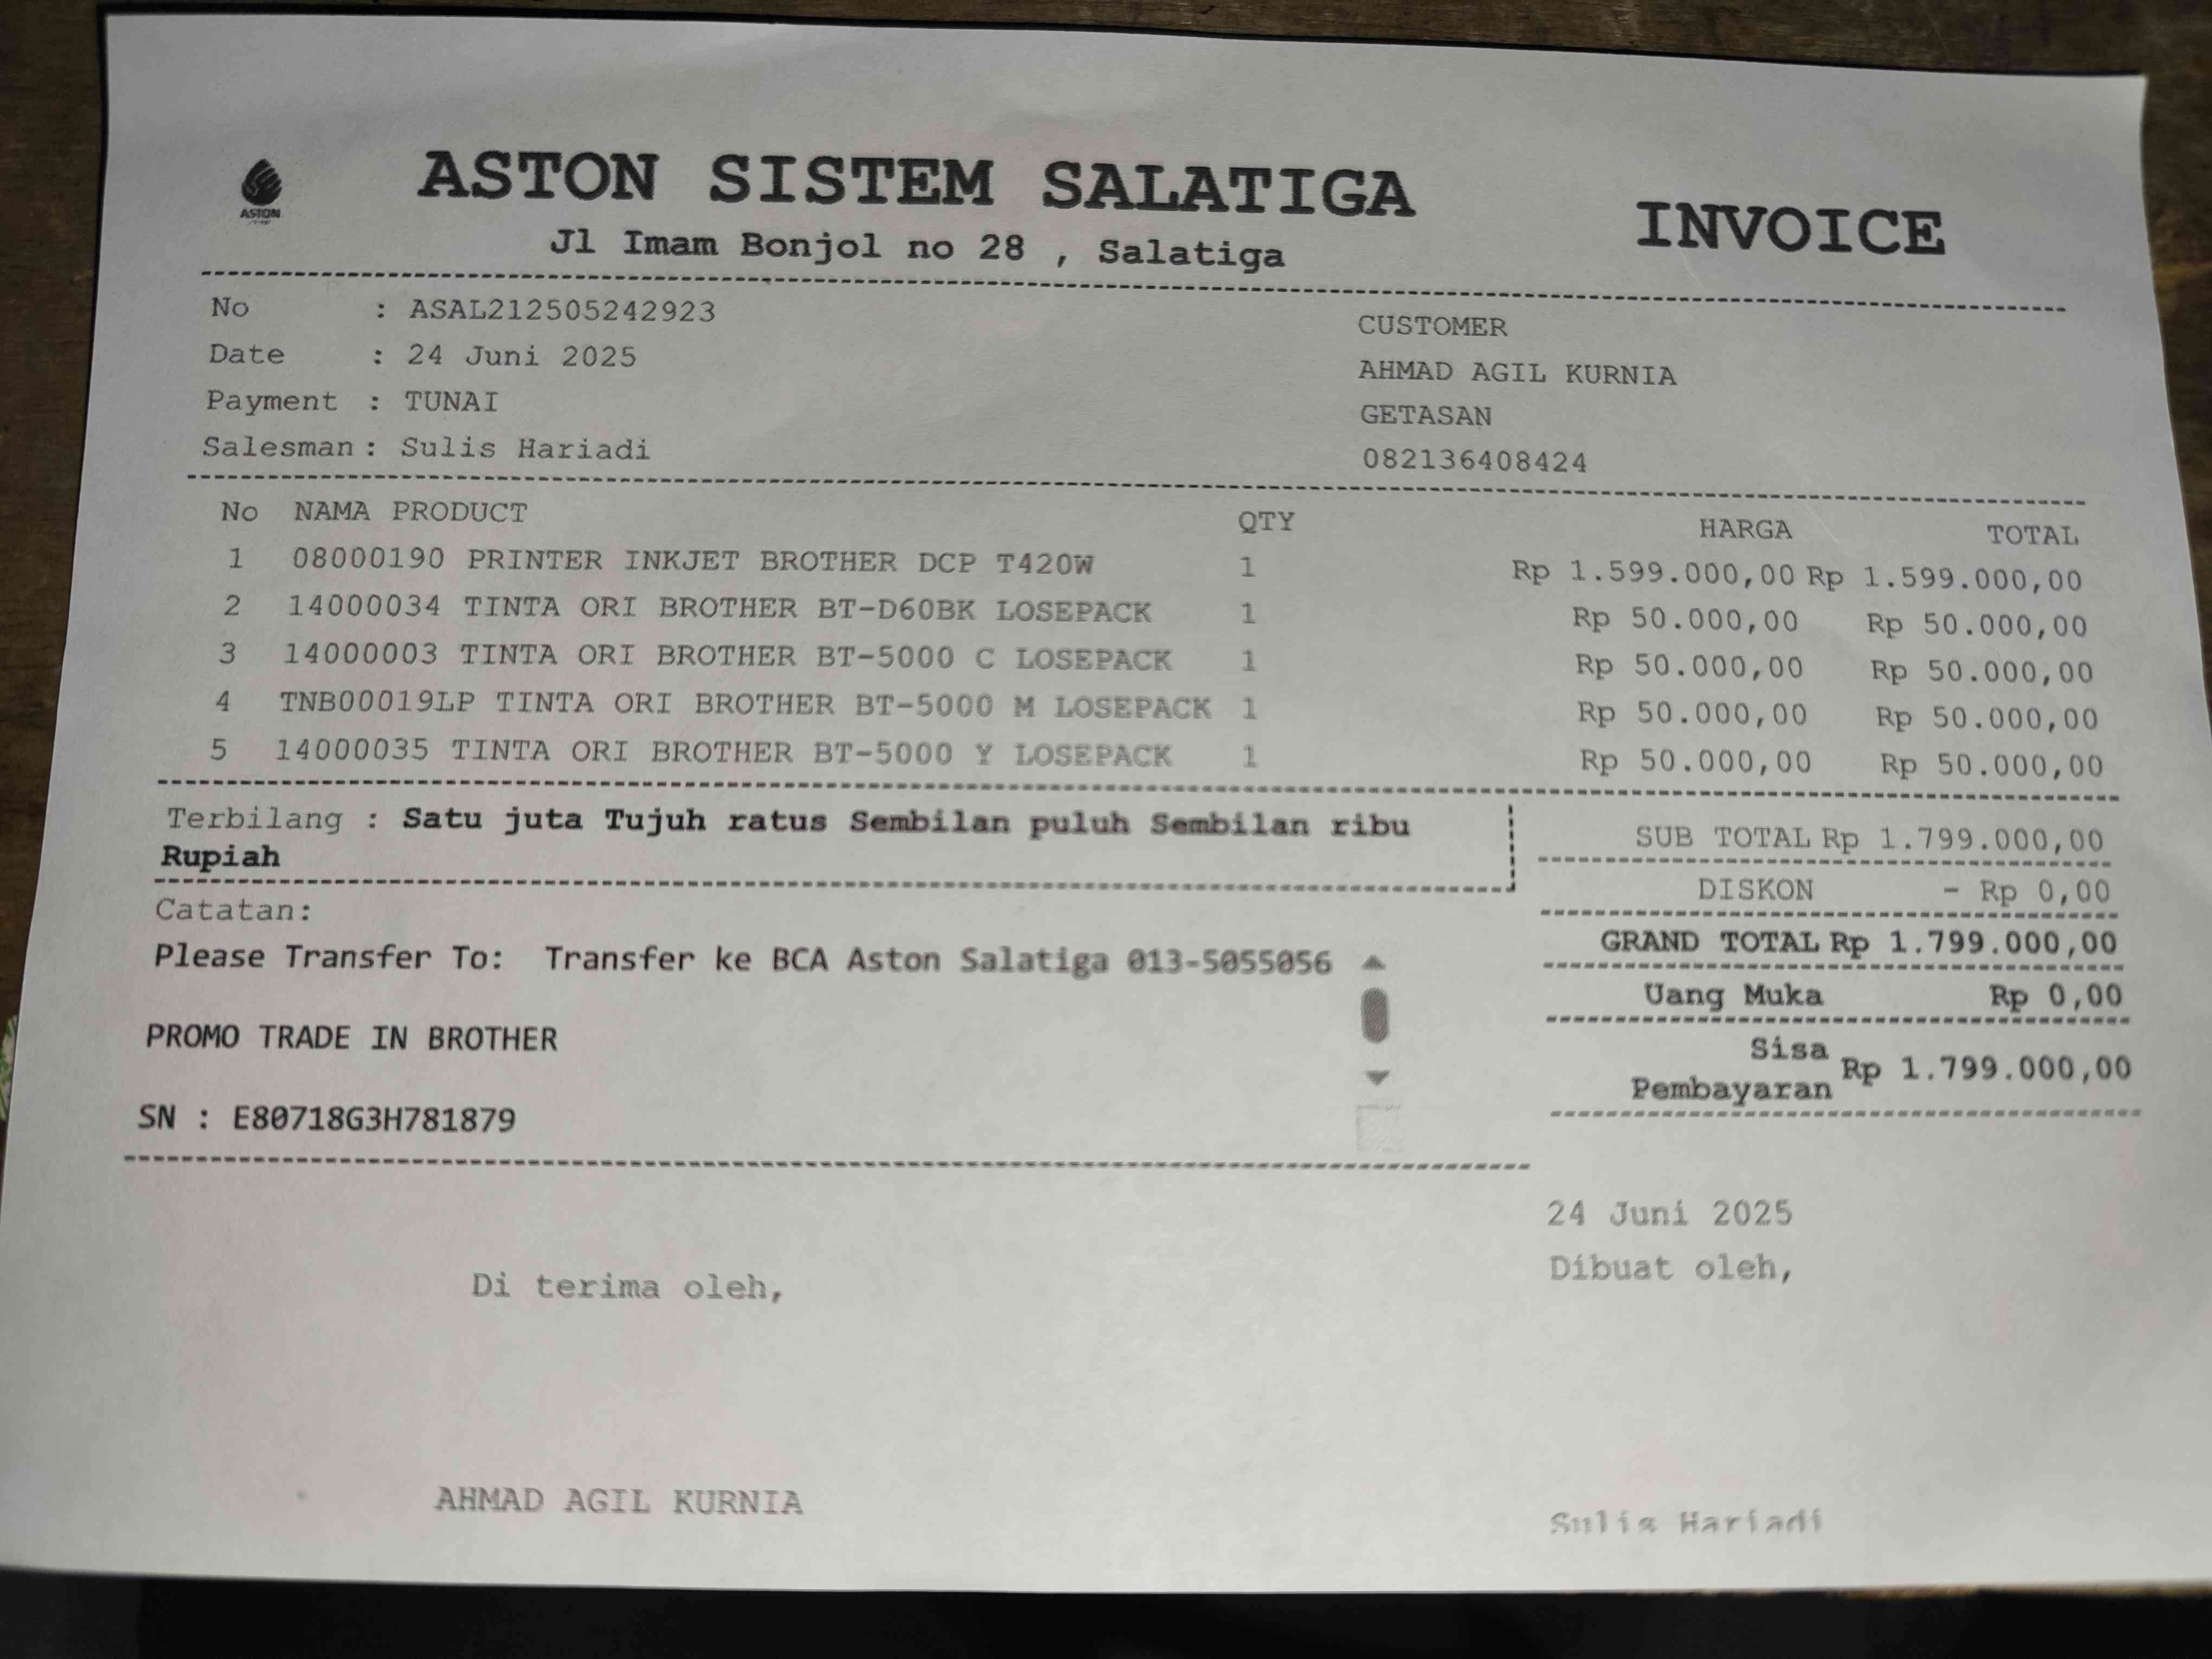 ASTON
ASTON SISTEM SALATIGA
INVOICE
Jl Imam Bonjol no 28 , Salatiga
No : ASAL212505242923
Date : 24 Juni 2025
Payment : TUNAI
Salesman : Sulis Hariadi
CUSTOMER
AHMAD AGIL KURNIA
GETASAN
082136408424
No NAMA PRODUCT QTY HARGA TOTAL
1 08000190 PRINTER INKJET BROTHER DCP T420W 1 Rp 1.599.000,00 Rp 1.599.000,00
2 14000034 TINTA ORI BROTHER BT-D60BK LOSEPACK 1 Rp 50.000,00 Rp 50.000,00
3 14000003 TINTA ORI BROTHER BT-5000 C LOSEPACK 1 Rp 50.000,00 Rp 50.000,00
4 TNB00019LP TINTA ORI BROTHER BT-5000 M LOSEPACK 1 Rp 50.000,00 Rp 50.000,00
5 14000035 TINTA ORI BROTHER BT-5000 Y LOSEPACK 1 Rp 50.000,00 Rp 50.000,00
Terbilang : Satu juta Tujuh ratus Sembilan puluh Sembilan ribu
Rupiah
Catatan:
Please Transfer To: Transfer ke BCA Aston Salatiga 013-5055056
PROMO TRADE IN BROTHER
SN : E80718G3H781879
SUB TOTAL Rp 1.799.000,00
DISKON - Rp 0,00
GRAND TOTAL Rp 1.799.000,00
Uang Muka Rp 0,00
Sisa
Pembayaran Rp 1.799.000,00
24 Juni 2025
Di terima oleh,
Dibuat oleh,
AHMAD AGIL KURNIA
Sulis Hariadi